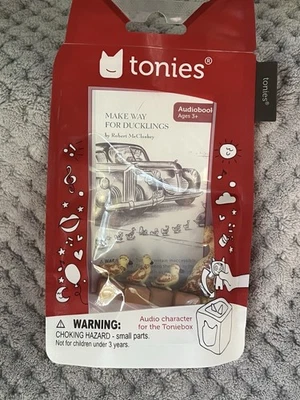 tonies®
tonies®
Audiobook
Ages 3+
MAKE WAY
FOR DUCKLINGS
by Robert McCloskey
WARNING:
CHOKING HAZARD - small parts.
Not for children under 3 years.
Audio character
for the Toniebox